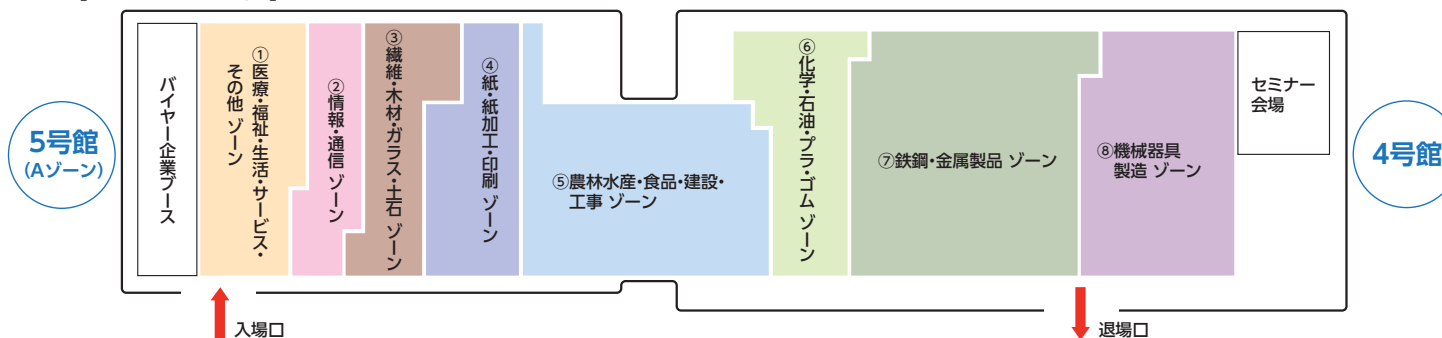 5号館
(Aゾーン)
バイヤー企業ブース
①医療・福祉・生活・サービス・
その他 ゾーン
②情報・通信 ゾーン
③繊維・木材・ガラス・土石 ゾーン
④紙・紙加工・印刷 ゾーン
⑤農林水産・食品・建設・
工事 ゾーン
⑥化学・石油・プラ・ゴム ゾーン
⑦鉄鋼・金属製品 ゾーン
⑧機械器具
製造 ゾーン
セミナー
会場
4号館
入場口
退場口